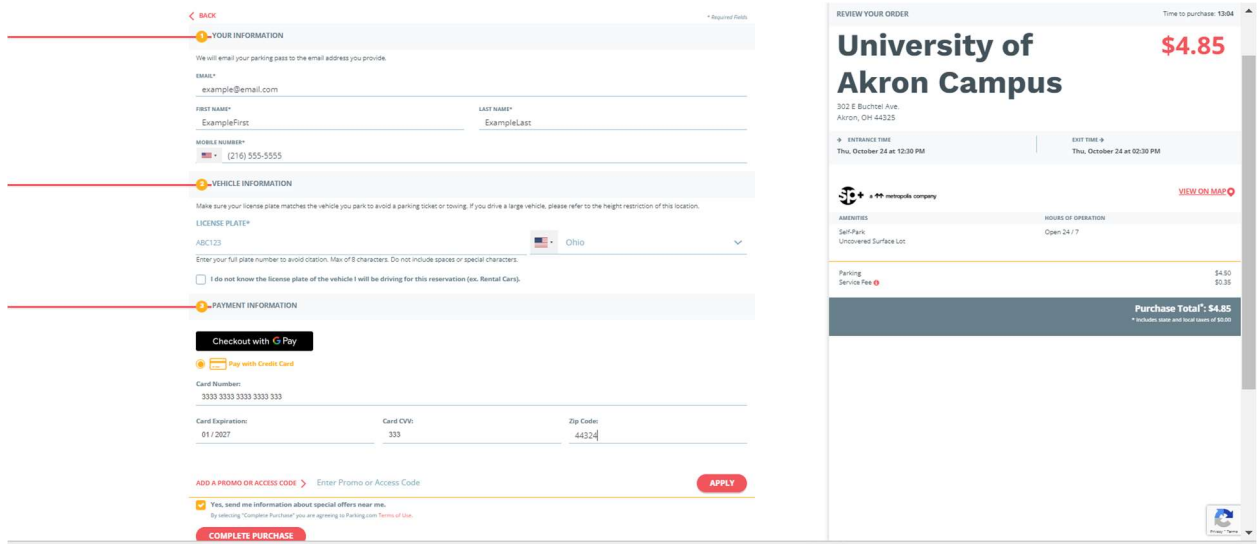 BACK
* Required Fields
1 YOUR INFORMATION
We will email your parking pass to the email address you provide.
EMAIL*
example@email.com
FIRST NAME*
LAST NAME*
ExampleFirst
ExampleLast
MOBILE NUMBER*
(216) 555-5555
2 VEHICLE INFORMATION
Make sure your license plate matches the vehicle you park to avoid a parking ticket or towing. If you drive a large vehicle, please refer to the height restriction of this location.
LICENSE PLATE*
ABC123
Ohio
Enter your full plate number to avoid citation. Max of 8 characters. Do not include spaces or special characters.
I do not know the license plate of the vehicle I will be driving for this reservation (ex. Rental Cars).
3 PAYMENT INFORMATION
Checkout with G Pay
Pay with Credit Card
Card Number:
3333 3333 3333 3333 333
Card Expiration:
Card CVV:
Zip Code:
01 / 2027
333
44324
ADD A PROMO OR ACCESS CODE
Enter Promo or Access Code
APPLY
Yes, send me information about special offers near me.
By selecting "Complete Purchase" you are agreeing to Parking.com Terms of Use.
COMPLETE PURCHASE
REVIEW YOUR ORDER
Time to purchase: 13:04
University of
Akron Campus
$4.85
302 E Buchtel Ave.
Akron, OH 44325
ENTRANCE TIME
EXIT TIME
Thu, October 24 at 12:30 PM
Thu, October 24 at 02:30 PM
sp+ a metropolis company
VIEW ON MAP
AMENITIES
HOURS OF OPERATION
Self-Park
Open 24 / 7
Uncovered Surface Lot
Parking
$4.50
Service Fee
$0.35
Purchase Total*: $4.85
* Includes state and local taxes of $0.00
Privacy - Terms